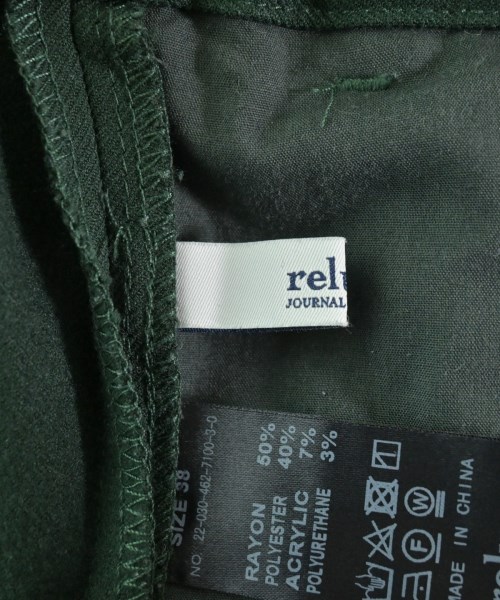 JOURNAL
SIZE 38
NO. 22-030-462-7100-3-0
RAYON 50%
POLYESTER 40%
ACRYLIC 7%
POLYURETHANE 3%
MADE IN CHINA